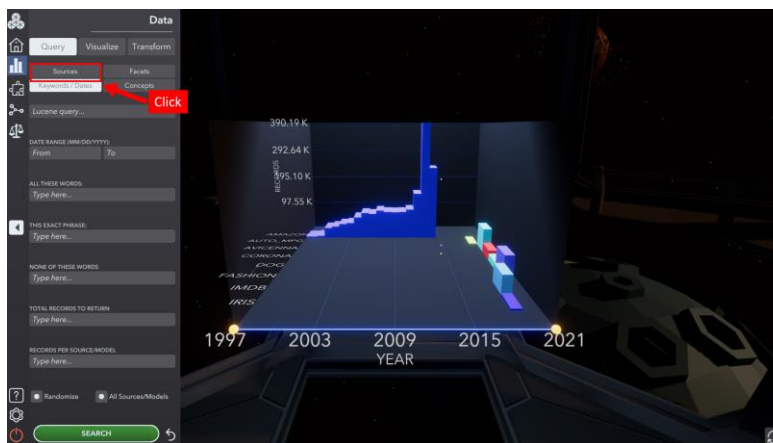 Data
Query Visualize Transform
Sources Facets
Keywords / Dates Concepts
Click
Lucene query...
DATE RANGE (MM/DD/YYYY):
From To
ALL THESE WORDS:
Type here...
THIS EXACT PHRASE:
Type here...
NONE OF THESE WORDS
Type here...
TOTAL RECORDS TO RETURN
Type here...
RECORDS PER SOURCE/MODEL
Type here...
Randomize All Sources/Models
SEARCH
?
390.19 K
292.64 K
195.10 K
97.55 K
RECORDS
AMAZON
AUTO_MPG
AVICENNA
CORONA
DOG
FASHION
IMDB
IRIS
1997 2003 2009 2015 2021
YEAR